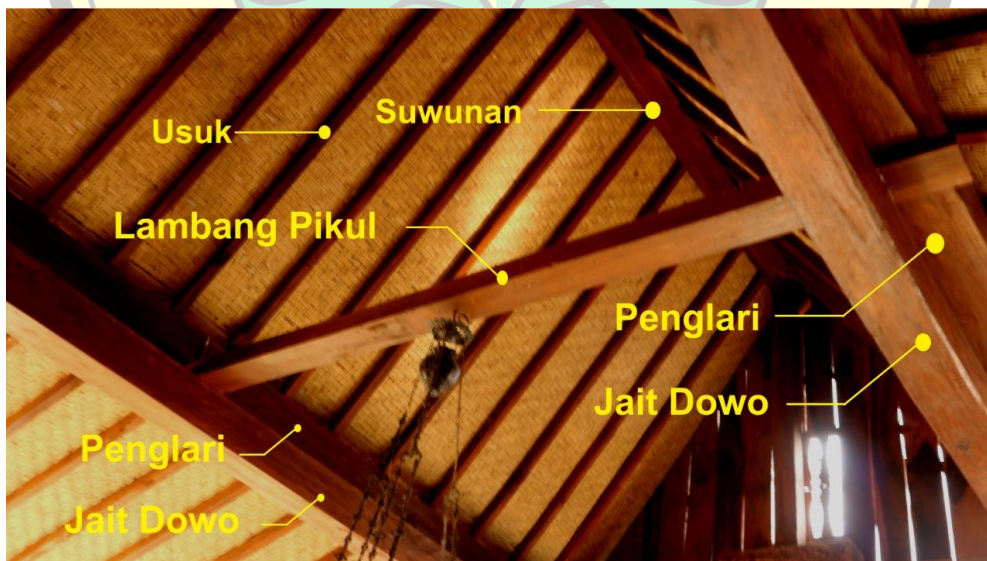 Suwunan
Usuk
Lambang Pikul
Penglari
Jait Dowo
Penglari
Jait Dowo